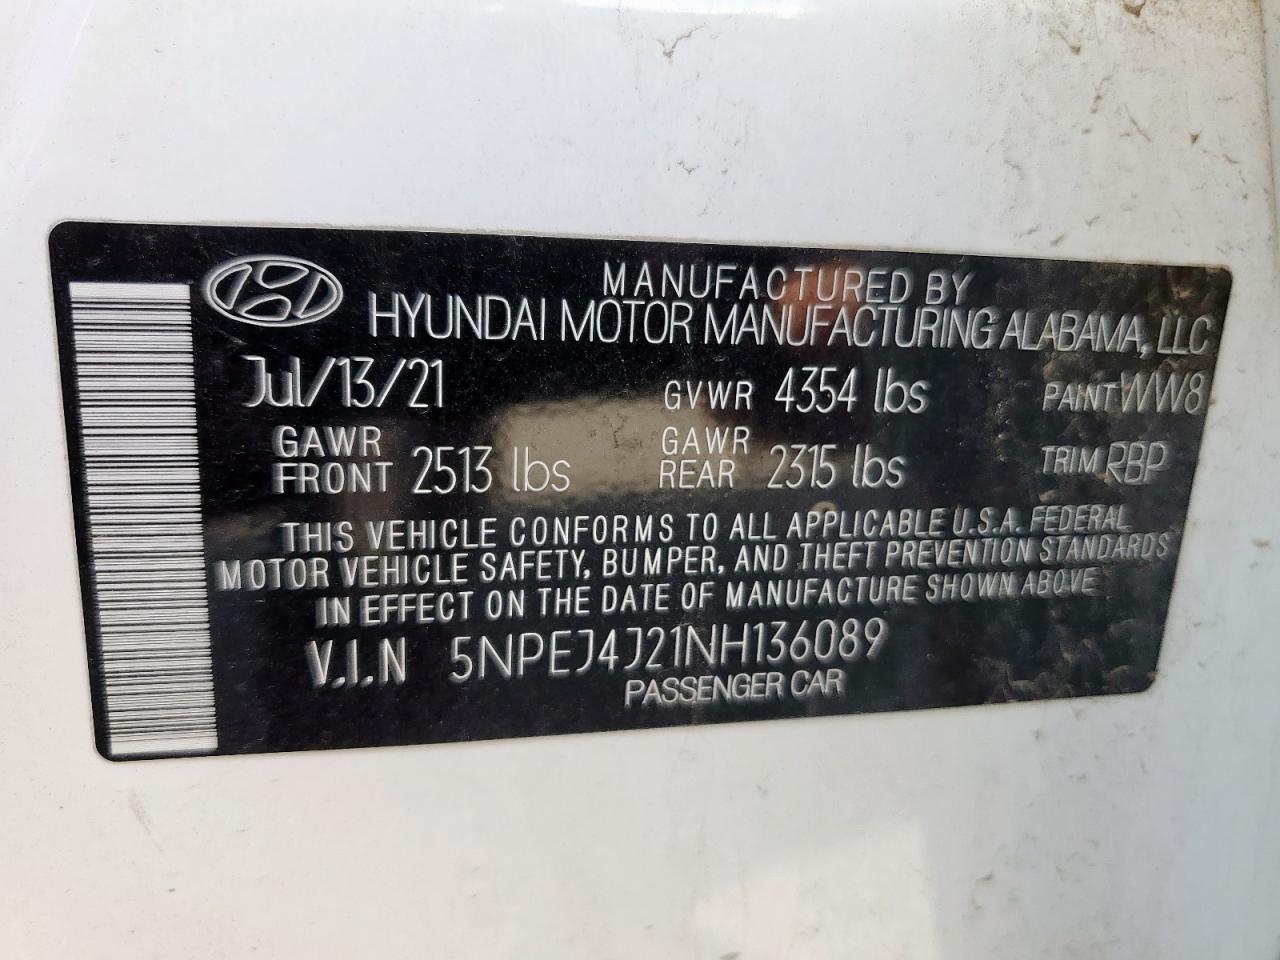 MANUFACTURED BY
HYUNDAI MOTOR MANUFACTURING ALABAMA, LLC
Jul/13/21 GVWR 4354 lbs PAINT WW8
GAWR FRONT 2513 lbs GAWR REAR 2315 lbs TRIM RBP
THIS VEHICLE CONFORMS TO ALL APPLICABLE U.S.A. FEDERAL
MOTOR VEHICLE SAFETY, BUMPER, AND THEFT PREVENTION STANDARDS
IN EFFECT ON THE DATE OF MANUFACTURE SHOWN ABOVE
V.I.N 5NPEJ4J21NH136089
PASSENGER CAR